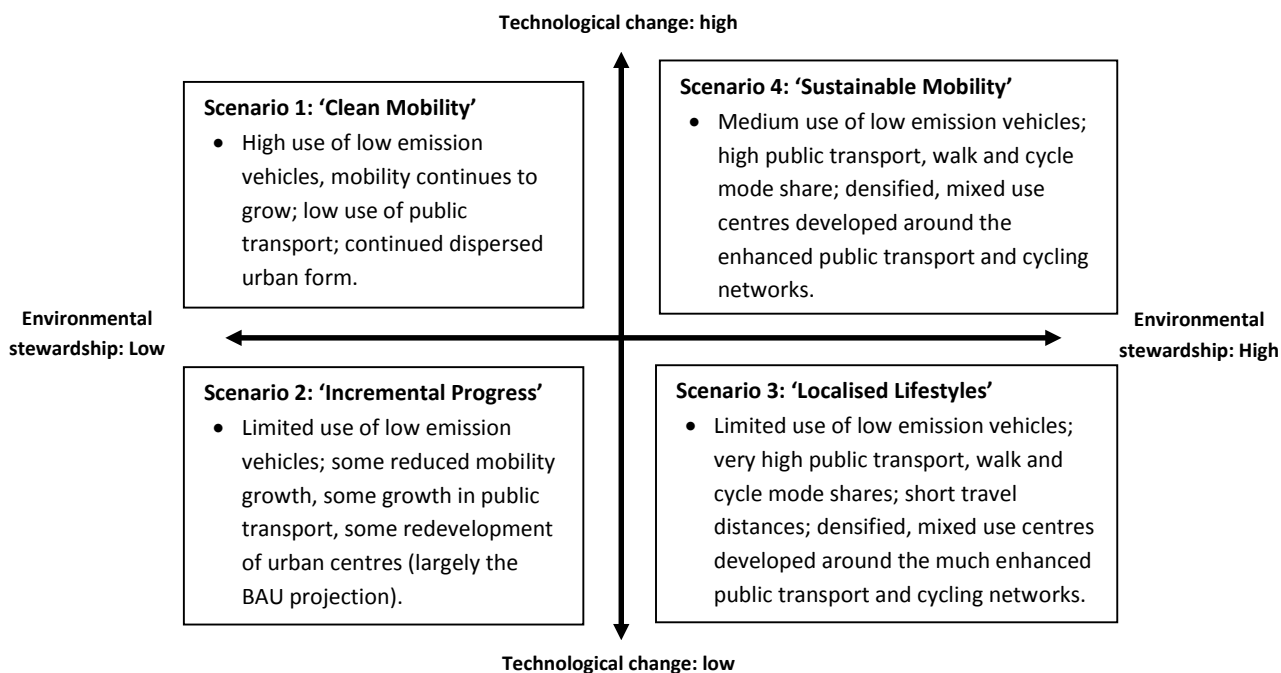 Technological change: high
Scenario 1: ‘Clean Mobility’
• High use of low emission
vehicles, mobility continues to
grow; low use of public
transport; continued dispersed
urban form.
Scenario 4: ‘Sustainable Mobility’
• Medium use of low emission vehicles;
high public transport, walk and cycle
mode share; densified, mixed use
centres developed around the
enhanced public transport and cycling
networks.
Environmental
stewardship: Low
Environmental
stewardship: High
Scenario 2: ‘Incremental Progress’
• Limited use of low emission
vehicles; some reduced mobility
growth, some growth in public
transport, some redevelopment
of urban centres (largely the
BAU projection).
Scenario 3: ‘Localised Lifestyles’
• Limited use of low emission vehicles;
very high public transport, walk and
cycle mode shares; short travel
distances; densified, mixed use centres
developed around the much enhanced
public transport and cycling networks.
Technological change: low